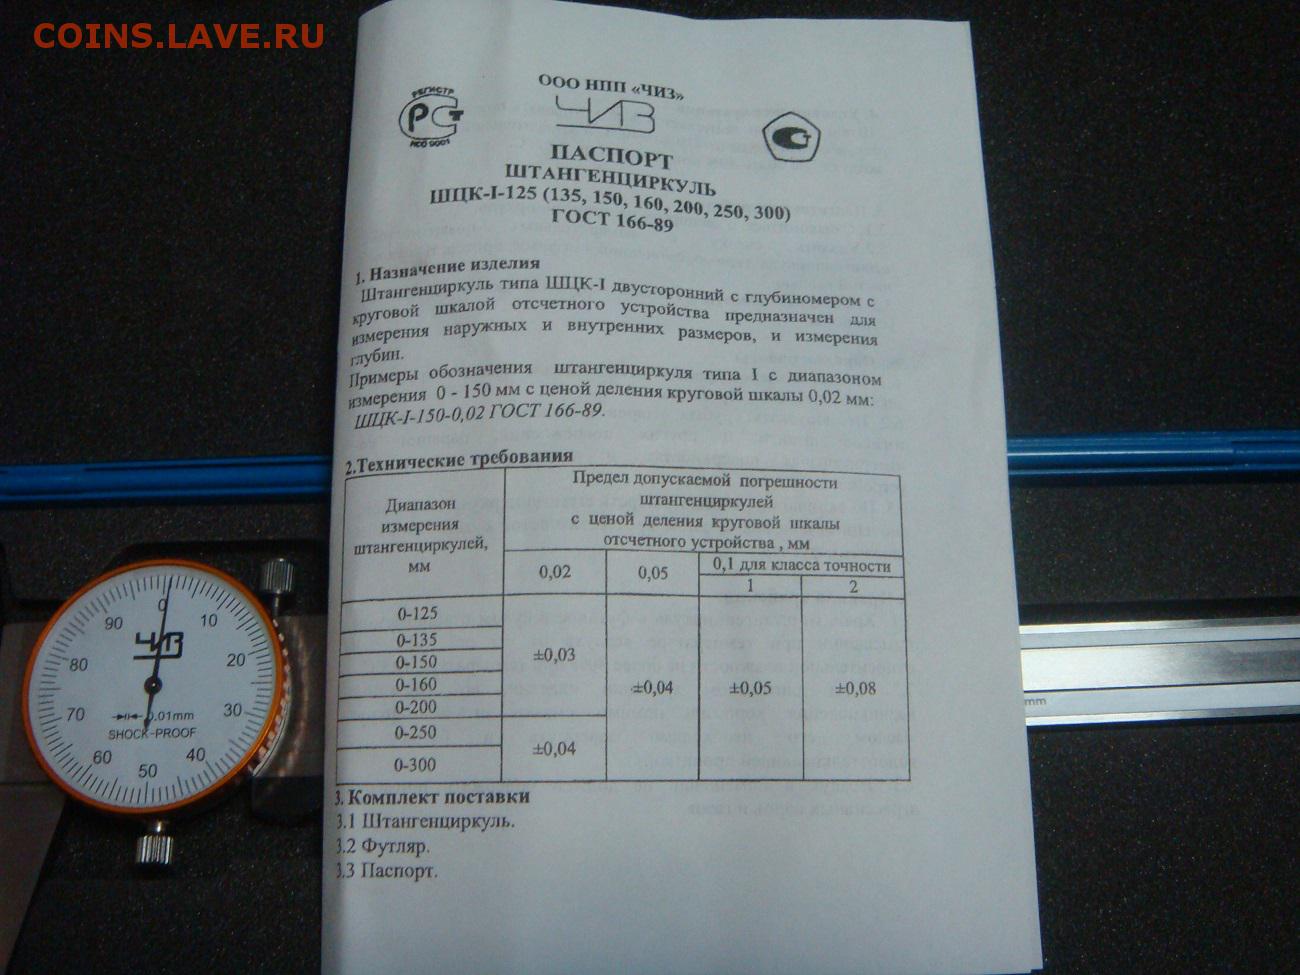 COINS.LAVE.RU
РЕГИСТР
РСТ
ИСО 9001
ООО НПП «ЧИЗ»
ЧИЗ
ПАСПОРТ
ШТАНГЕНЦИРКУЛЬ
ШЦК-I-125 (135, 150, 160, 200, 250, 300)
ГОСТ 166-89
1. Назначение изделия
Штангенциркуль типа ШЦК-I двусторонний с глубиномером с
круговой шкалой отсчетного устройства предназначен для
измерения наружных и внутренних размеров, и измерения
глубин.
Примеры обозначения штангенциркуля типа I с диапазоном
измерения 0 - 150 мм с ценой деления круговой шкалы 0,02 мм:
ШЦК-I-150-0,02 ГОСТ 166-89.
2.Технические требования
Диапазон
измерения
штангенциркулей,
мм
Предел допускаемой погрешности
штангенциркулей
с ценой деления круговой шкалы
отсчетного устройства , мм
0,02
0,05
0,1 для класса точности
1
2
0-125
0-135
0-150
0-160
0-200
0-250
0-300
±0,03
±0,04
±0,04
±0,05
±0,08
3. Комплект поставки
3.1 Штангенциркуль.
3.2 Футляр.
3.3 Паспорт.
0
10
20
30
40
50
60
70
80
90
ЧИЗ
0.01mm
SHOCK-PROOF
mm